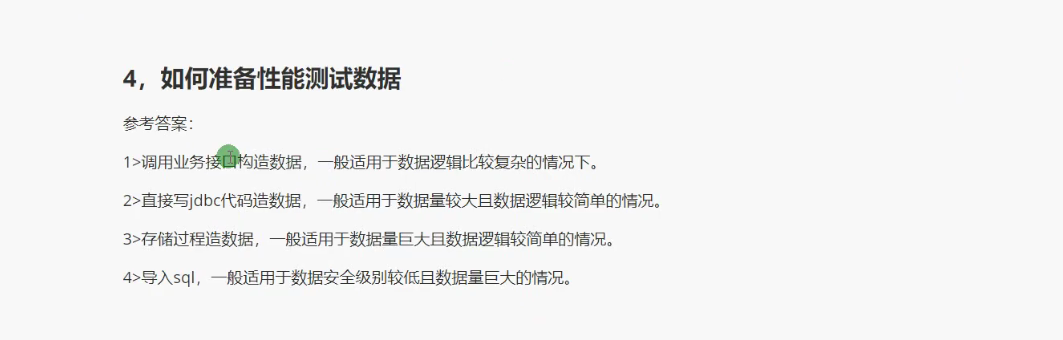 4，如何准备性能测试数据
参考答案：
1>调用业务接口构造数据，一般适用于数据逻辑比较复杂的情况下。
2>直接写jdbc代码造数据，一般适用于数据量较大且数据逻辑较简单的情况。
3>存储过程造数据，一般适用于数据量巨大且数据逻辑较简单的情况。
4>导入sql，一般适用于数据安全级别较低且数据量巨大的情况。